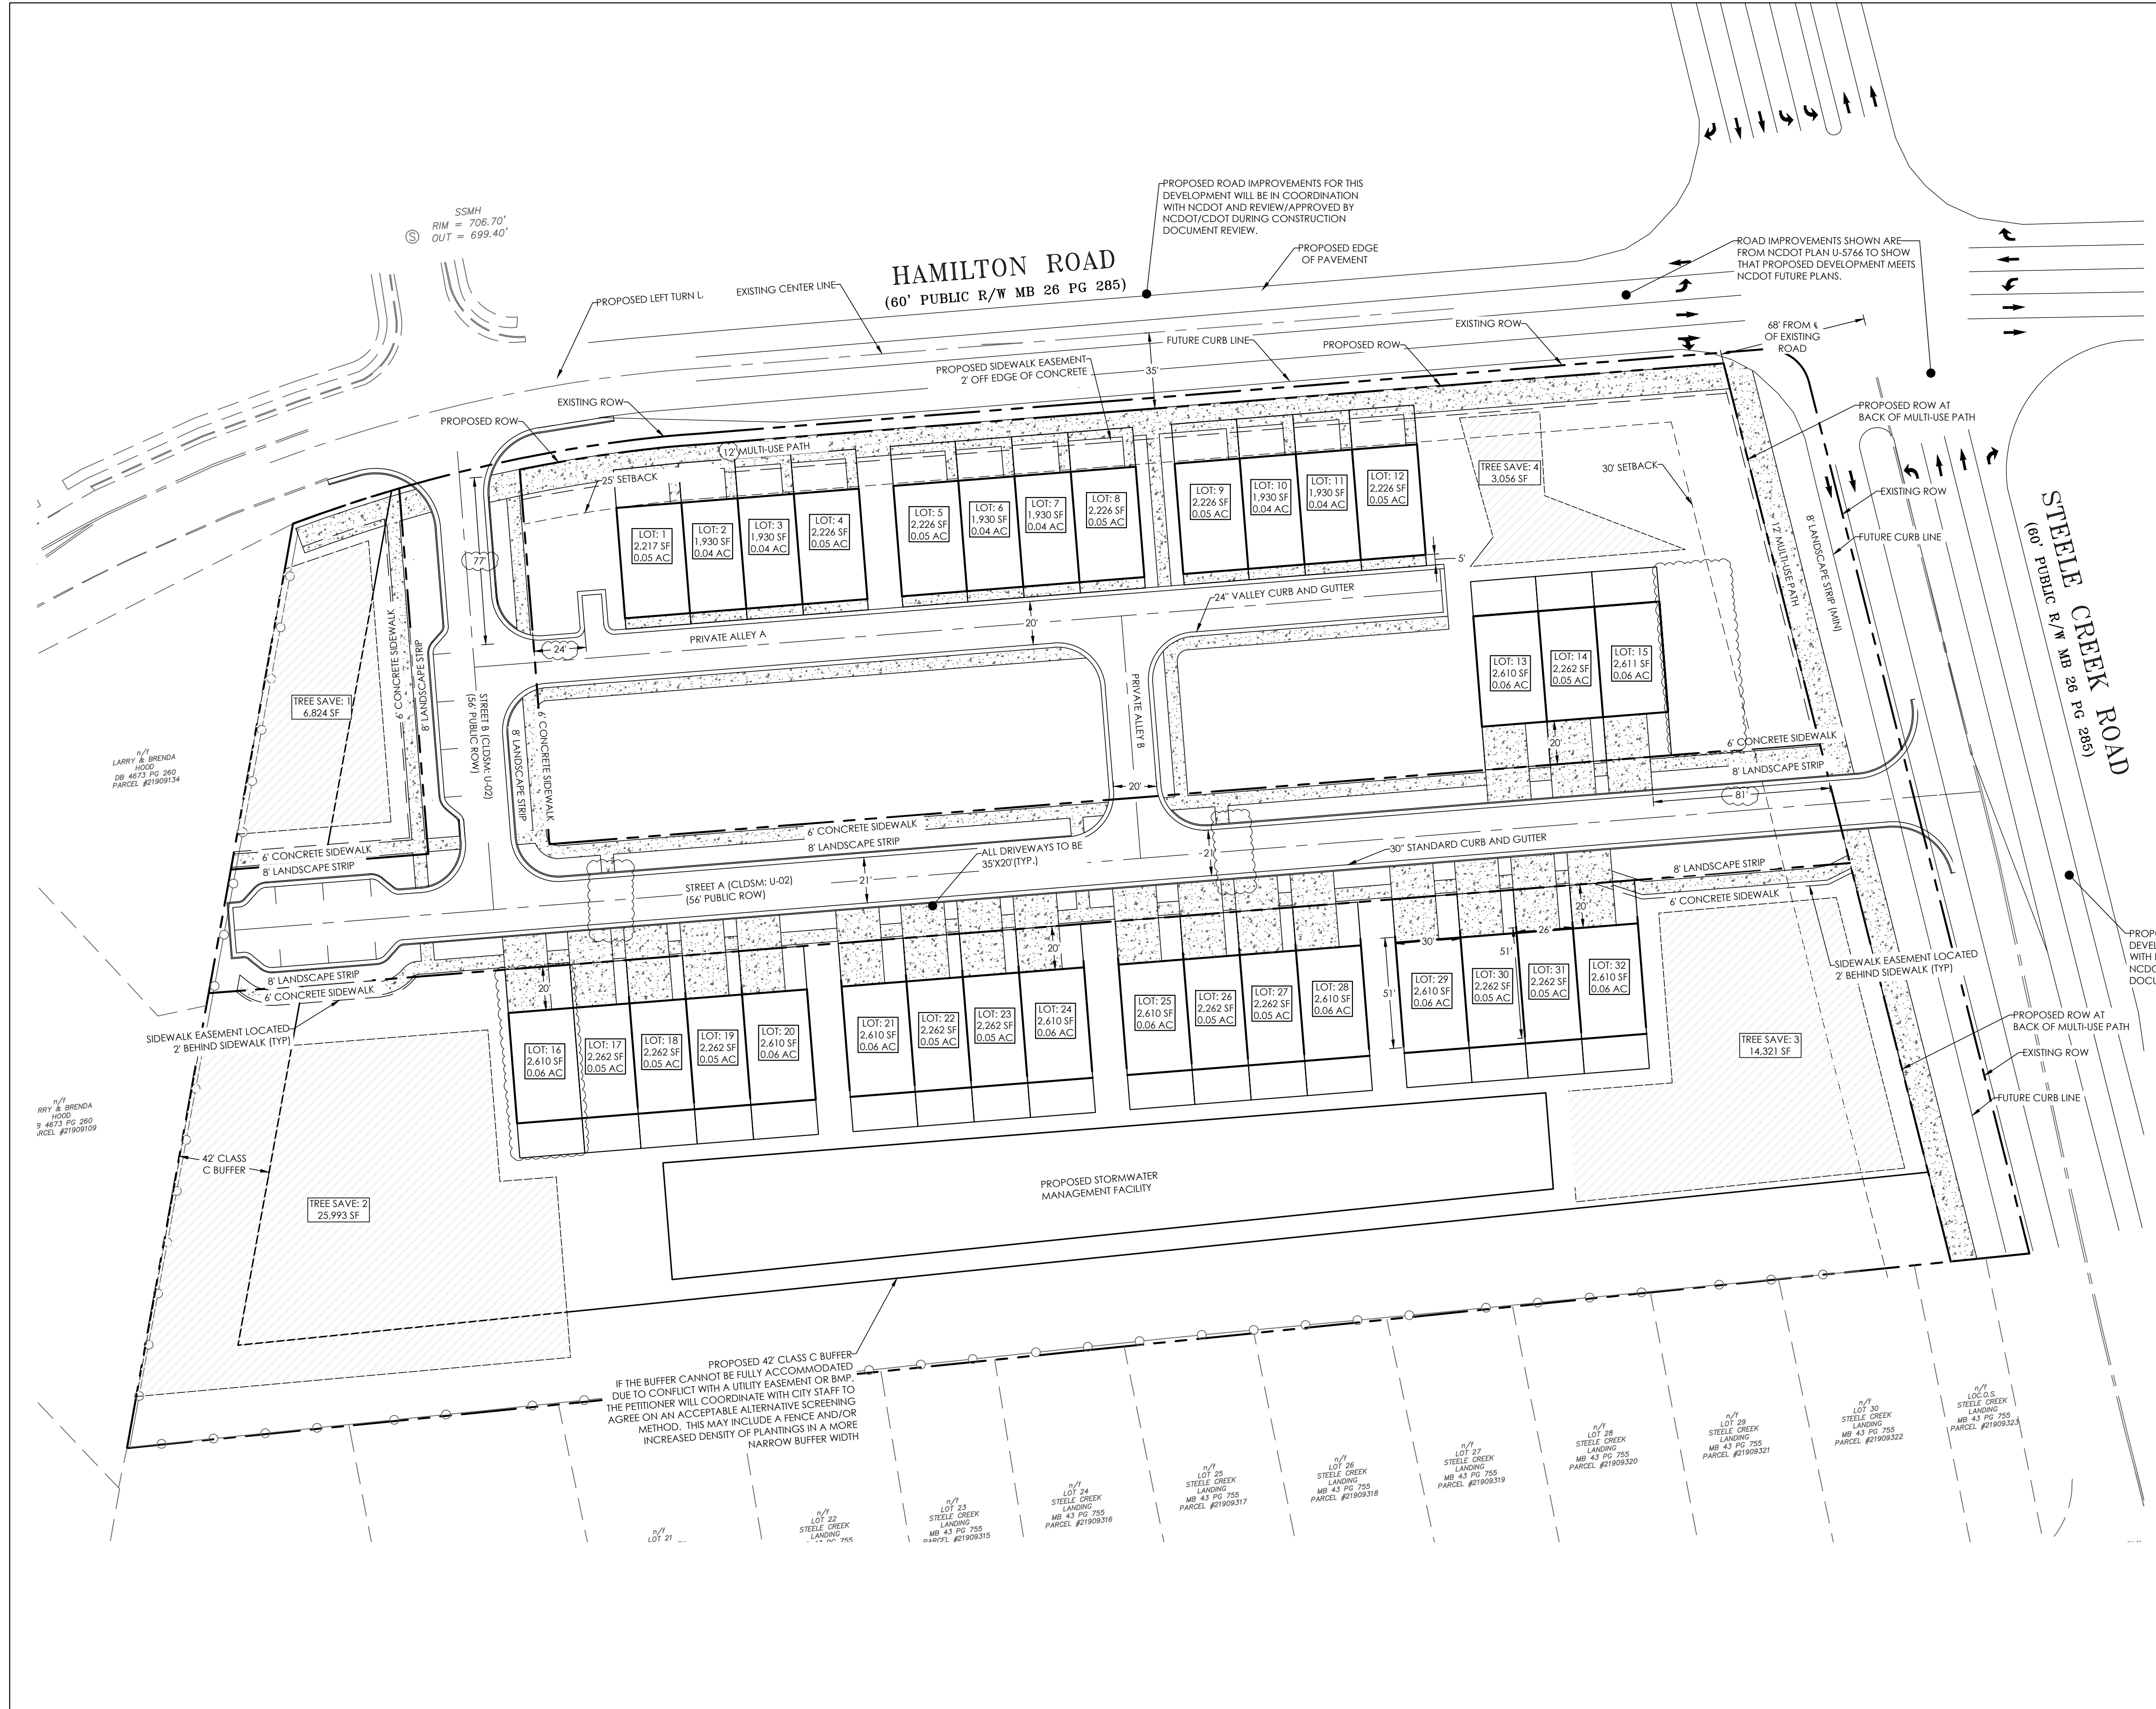 SSMH
RIM = 706.70'
OUT = 699.40'
S
HAMILTON ROAD
(60' PUBLIC R/W MB 26 PG 285)
PROPOSED ROAD IMPROVEMENTS FOR THIS
DEVELOPMENT WILL BE IN COORDINATION
WITH NCDOT AND REVIEW/APPROVED BY
NCDOT/CDOT DURING CONSTRUCTION
DOCUMENT REVIEW.
PROPOSED EDGE
OF PAVEMENT
ROAD IMPROVEMENTS SHOWN ARE
FROM NCDOT PLAN U-5766 TO SHOW
THAT PROPOSED DEVELOPMENT MEETS
NCDOT FUTURE PLANS.
PROPOSED LEFT TURN L
EXISTING CENTER LINE
68' FROM ℄
OF EXISTING
ROAD
EXISTING ROW
FUTURE CURB LINE
PROPOSED ROW
PROPOSED SIDEWALK EASEMENT
2' OFF EDGE OF CONCRETE
35'
EXISTING ROW
PROPOSED ROW
12' MULTI-USE PATH
25' SETBACK
30' SETBACK
PROPOSED ROW AT
BACK OF MULTI-USE PATH
EXISTING ROW
FUTURE CURB LINE
8' LANDSCAPE STRIP (MIN)
12' MULTI-USE PATH
STEELE CREEK ROAD
(60' PUBLIC R/W MB 26 PG 285)
TREE SAVE: 4
3,056 SF
LOT: 1
2,217 SF
0.05 AC
LOT: 2
1,930 SF
0.04 AC
LOT: 3
1,930 SF
0.04 AC
LOT: 4
2,226 SF
0.05 AC
LOT: 5
2,226 SF
0.05 AC
LOT: 6
1,930 SF
0.04 AC
LOT: 7
1,930 SF
0.04 AC
LOT: 8
2,226 SF
0.05 AC
LOT: 9
2,226 SF
0.05 AC
LOT: 10
1,930 SF
0.04 AC
LOT: 11
1,930 SF
0.04 AC
LOT: 12
2,226 SF
0.05 AC
77'
5'
24'
20'
PRIVATE ALLEY A
24" VALLEY CURB AND GUTTER
PRIVATE ALLEY B
20'
6' CONCRETE SIDEWALK
8' LANDSCAPE STRIP
TREE SAVE: 1
6,824 SF
STREET B (CLDSM: U-02)
(56' PUBLIC ROW)
8' LANDSCAPE STRIP
6' CONCRETE SIDEWALK
LOT: 13
2,610 SF
0.06 AC
LOT: 14
2,262 SF
0.05 AC
LOT: 15
2,611 SF
0.06 AC
20'
6' CONCRETE SIDEWALK
8' LANDSCAPE STRIP
81'
n/f
LARRY & BRENDA
HOOD
DB 4673 PG 260
PARCEL #21909134
6' CONCRETE SIDEWALK
8' LANDSCAPE STRIP
6' CONCRETE SIDEWALK
8' LANDSCAPE STRIP
ALL DRIVEWAYS TO BE
35'X20'(TYP.)
30" STANDARD CURB AND GUTTER
21'
21'
STREET A (CLDSM: U-02)
(56' PUBLIC ROW)
8' LANDSCAPE STRIP
6' CONCRETE SIDEWALK
8' LANDSCAPE STRIP
6' CONCRETE SIDEWALK
SIDEWALK EASEMENT LOCATED
2' BEHIND SIDEWALK (TYP)
SIDEWALK EASEMENT LOCATED
2' BEHIND SIDEWALK (TYP)
20'
20'
20'
30'
26'
51'
51'
LOT: 16
2,610 SF
0.06 AC
LOT: 17
2,262 SF
0.05 AC
LOT: 18
2,262 SF
0.05 AC
LOT: 19
2,262 SF
0.05 AC
LOT: 20
2,610 SF
0.06 AC
LOT: 21
2,610 SF
0.06 AC
LOT: 22
2,262 SF
0.05 AC
LOT: 23
2,262 SF
0.05 AC
LOT: 24
2,610 SF
0.06 AC
LOT: 25
2,610 SF
0.06 AC
LOT: 26
2,262 SF
0.05 AC
LOT: 27
2,262 SF
0.05 AC
LOT: 28
2,610 SF
0.06 AC
LOT: 29
2,610 SF
0.06 AC
LOT: 30
2,262 SF
0.05 AC
LOT: 31
2,262 SF
0.05 AC
LOT: 32
2,610 SF
0.06 AC
PROPO
DEVEL
WITH
NCDO
DOCU
PROPOSED ROW AT
BACK OF MULTI-USE PATH
EXISTING ROW
FUTURE CURB LINE
TREE SAVE: 3
14,321 SF
n/f
RRY & BRENDA
HOOD
B 4673 PG 260
ARCEL #21909109
42' CLASS
C BUFFER
TREE SAVE: 2
25,993 SF
PROPOSED STORMWATER
MANAGEMENT FACILITY
PROPOSED 42' CLASS C BUFFER
IF THE BUFFER CANNOT BE FULLY ACCOMMODATED
DUE TO CONFLICT WITH A UTILITY EASEMENT OR BMP,
THE PETITIONER WILL COORDINATE WITH CITY STAFF TO
AGREE ON AN ACCEPTABLE ALTERNATIVE SCREENING
METHOD. THIS MAY INCLUDE A FENCE AND/OR
INCREASED DENSITY OF PLANTINGS IN A MORE
NARROW BUFFER WIDTH
n/f
LOT 21
n/f
LOT 22
STEELE CREEK
LANDING
43 PG 755
n/f
LOT 23
STEELE CREEK
LANDING
MB 43 PG 755
PARCEL #21909315
n/f
LOT 24
STEELE CREEK
LANDING
MB 43 PG 755
PARCEL #21909316
n/f
LOT 25
STEELE CREEK
LANDING
MB 43 PG 755
PARCEL #21909317
n/f
LOT 26
STEELE CREEK
LANDING
MB 43 PG 755
PARCEL #21909318
n/f
LOT 27
STEELE CREEK
LANDING
MB 43 PG 755
PARCEL #21909319
n/f
LOT 28
STEELE CREEK
LANDING
MB 43 PG 755
PARCEL #21909320
n/f
LOT 29
STEELE CREEK
LANDING
MB 43 PG 755
PARCEL #21909321
n/f
LOT 30
STEELE CREEK
LANDING
MB 43 PG 755
PARCEL #21909322
n/f
LOC.O.S.
STEELE CREEK
LANDING
MB 43 PG 755
PARCEL #21909323